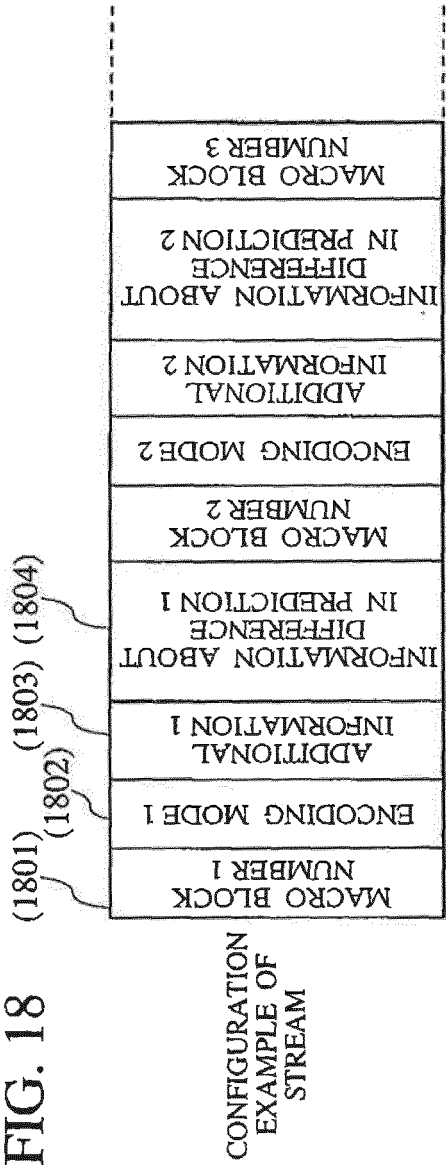 FIG. 18
(1801)
(1802)
(1803)
(1804)
CONFIGURATION
EXAMPLE OF
STREAM
MACRO BLOCK
NUMBER 1
ENCODING MODE 1
ADDITIONAL
INFORMATION 1
INFORMATION ABOUT
DIFFERENCE
IN PREDICTION 1
MACRO BLOCK
NUMBER 2
ENCODING MODE 2
ADDITIONAL
INFORMATION 2
INFORMATION ABOUT
DIFFERENCE
IN PREDICTION 2
MACRO BLOCK
NUMBER 3